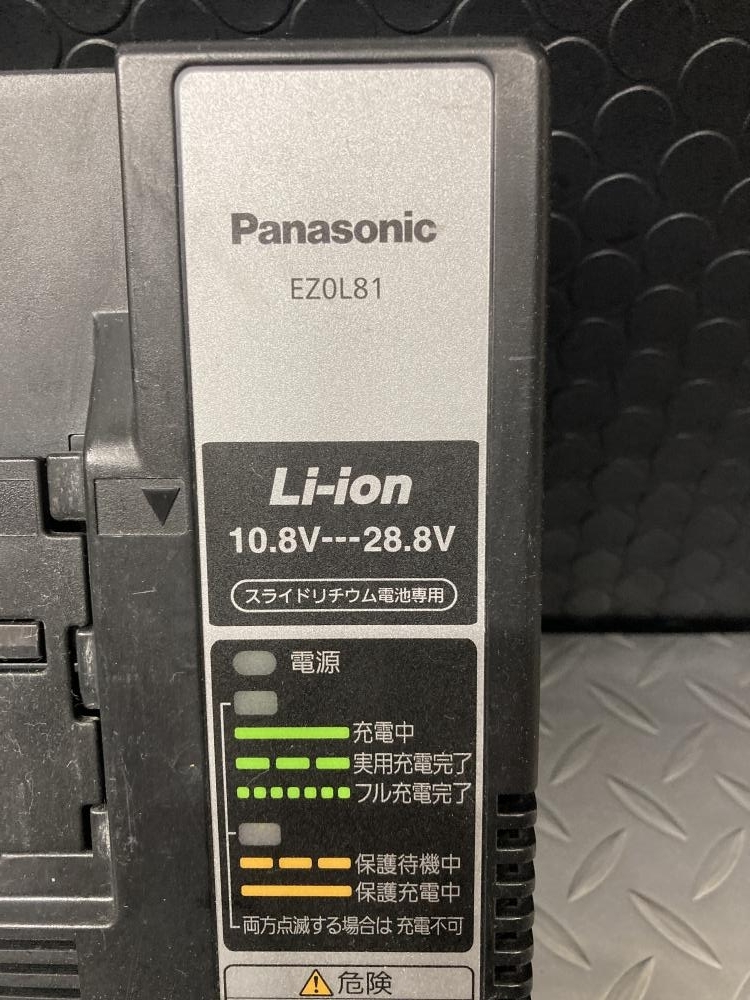 Panasonic
EZ0L81
Li-ion
10.8V---28.8V
スライドリチウム電池専用
電源
充電中
実用充電完了
フル充電完了
保護待機中
保護充電中
両方点滅する場合は 充電不可
危険